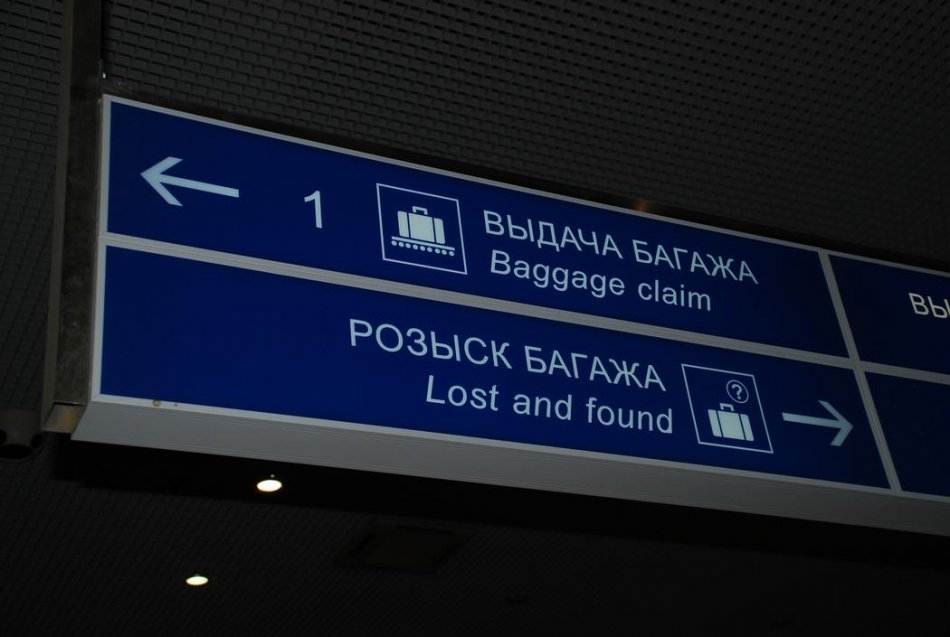 1
ВЫДАЧА БАГАЖА
Baggage claim
РОЗЫСК БАГАЖА
Lost and found
?